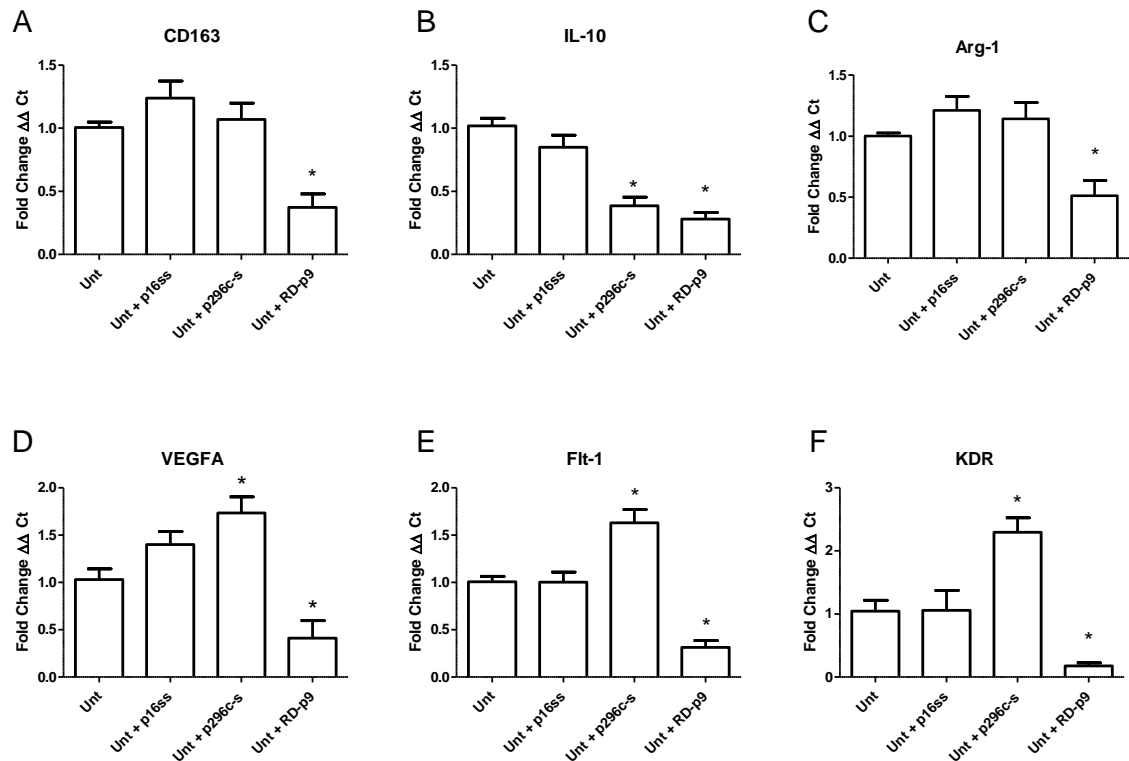 A
CD163
Fold Change ΔΔ Ct
1.5
1.0
0.5
0.0
Unt
Unt + p16ss
Unt + p296c-s
Unt + RD-p9
*
B
IL-10
Fold Change ΔΔ Ct
1.5
1.0
0.5
0.0
Unt
Unt + p16ss
Unt + p296c-s
Unt + RD-p9
*
*
C
Arg-1
Fold Change ΔΔ Ct
1.5
1.0
0.5
0.0
Unt
Unt + p16ss
Unt + p296c-s
Unt + RD-p9
*
D
VEGFA
Fold Change ΔΔ Ct
2.0
1.5
1.0
0.5
0.0
Unt
Unt + p16ss
Unt + p296c-s
Unt + RD-p9
*
*
E
Flt-1
Fold Change ΔΔ Ct
2.0
1.5
1.0
0.5
0.0
Unt
Unt + p16ss
Unt + p296c-s
Unt + RD-p9
*
*
F
KDR
Fold Change ΔΔ Ct
3
2
1
0
Unt
Unt + p16ss
Unt + p296c-s
Unt + RD-p9
*
*